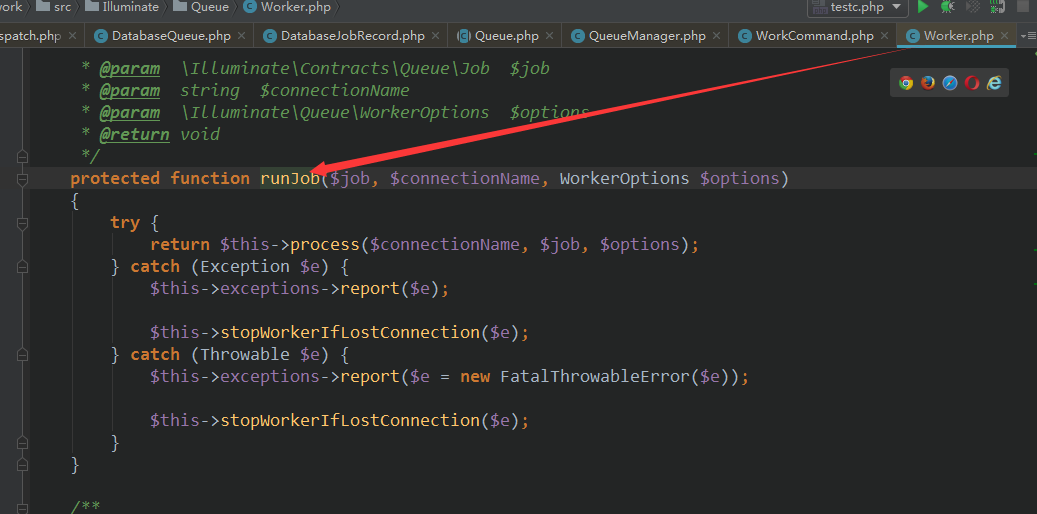 ork src Illuminate Queue Worker.php testc.php
spatch.php DatabaseQueue.php DatabaseJobRecord.php Queue.php QueueManager.php WorkCommand.php Worker.php
* @param \Illuminate\Contracts\Queue\Job $job
* @param string $connectionName
* @param \Illuminate\Queue\WorkerOptions $options
* @return void
*/
protected function runJob($job, $connectionName, WorkerOptions $options)
{
try {
return $this->process($connectionName, $job, $options);
} catch (Exception $e) {
$this->exceptions->report($e);
$this->stopWorkerIfLostConnection($e);
} catch (Throwable $e) {
$this->exceptions->report($e = new FatalThrowableError($e));
$this->stopWorkerIfLostConnection($e);
}
}
/**